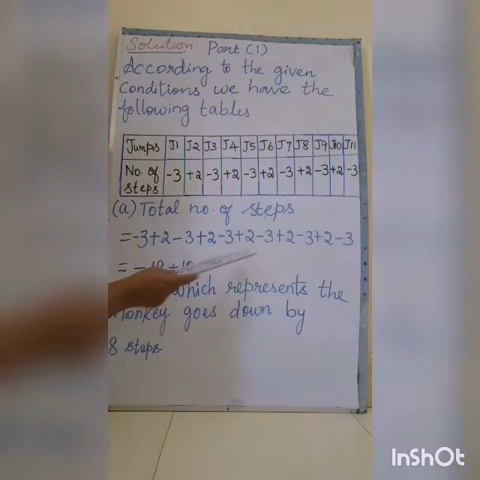 Solution Part (1)
According to the given
Conditions we have the
following tables
Jumps J1 J2 J3 J4 J5 J6 J7 J8 J9 J10 J11
No. of steps -3 +2 -3 +2 -3 +2 -3 +2 -3 +2 -3
(a) Total no. of steps
= -3+2-3+2-3+2-3+2-3+2-3
=
which represents the
Monkey goes down by
8 steps.
InShOt